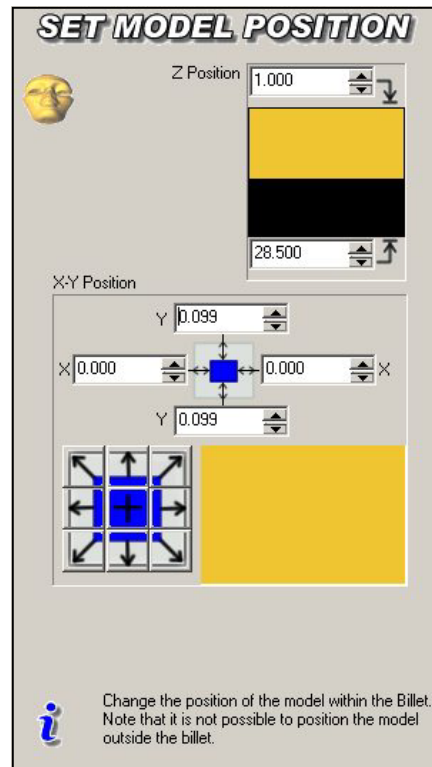 SET MODEL POSITION
Z Position 1.000
28.500
X-Y Position
Y 0.099
X 0.000 0.000 X
Y 0.099
Change the position of the model within the Billet.
Note that it is not possible to position the model
outside the billet.